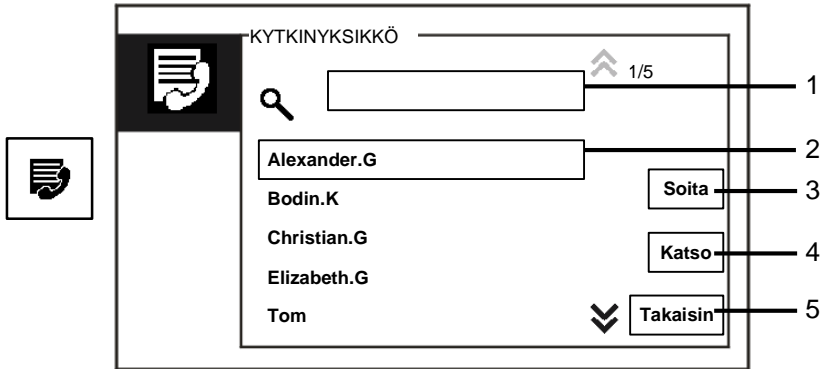 KYTKINYKSIKKÖ
1/5
1
Alexander.G
2
Bodin.K
Soita
3
Christian.G
Katso
4
Elizabeth.G
Tom
Takaisin
5